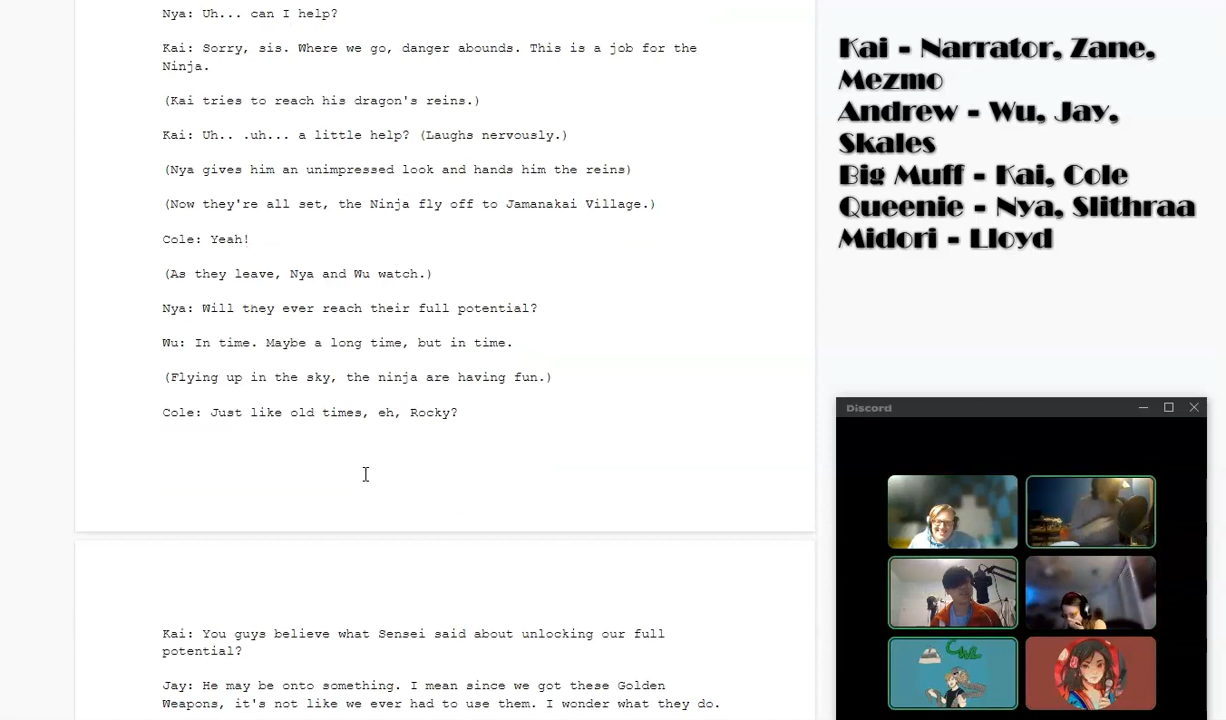 Nya: Uh... can I help?
Kai: Sorry, sis. Where we go, danger abounds. This is a job for the
Ninja.
(Kai tries to reach his dragon's reins.)
Kai: Uh.. .uh... a little help? (Laughs nervously.)
(Nya gives him an unimpressed look and hands him the reins)
(Now they're all set, the Ninja fly off to Jamanakai Village.)
Cole: Yeah!
(As they leave, Nya and Wu watch.)
Nya: Will they ever reach their full potential?
Wu: In time. Maybe a long time, but in time.
(Flying up in the sky, the ninja are having fun.)
Cole: Just like old times, eh, Rocky?
Kai: You guys believe what Sensei said about unlocking our full
potential?
Jay: He may be onto something. I mean since we got these Golden
Weapons, it's not like we ever had to use them. I wonder what they do.
Kai - Narrator, Zane,
Mezmo
Andrew - Wu, Jay,
Skales
Big Muff - Kai, Cole
Queenie - Nya, Slithraa
Midori - Lloyd
Discord